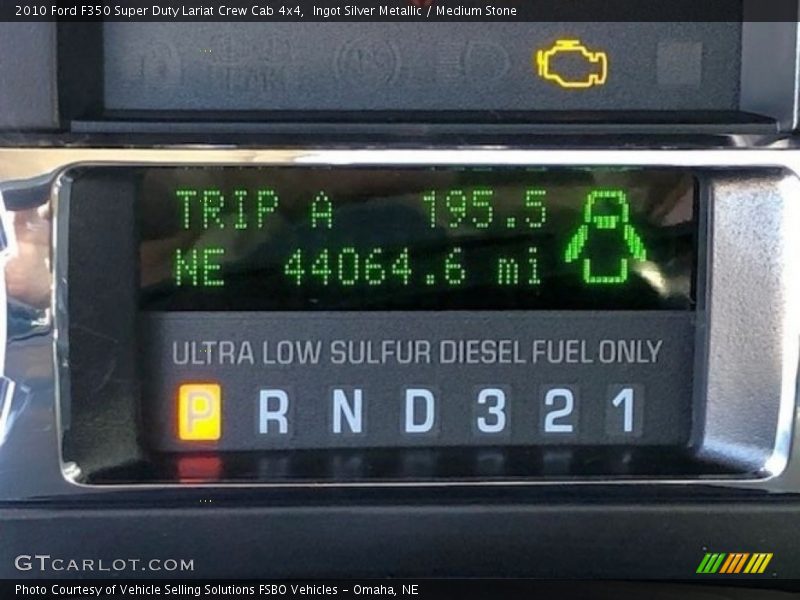 2010 Ford F350 Super Duty Lariat Crew Cab 4x4, Ingot Silver Metallic / Medium Stone
TRIP A 195.5
NE 44064.6 mi
ULTRA LOW SULFUR DIESEL FUEL ONLY
P R N D 3 2 1
GTCARLOT.COM
Photo Courtesy of Vehicle Selling Solutions FSBO Vehicles - Omaha, NE